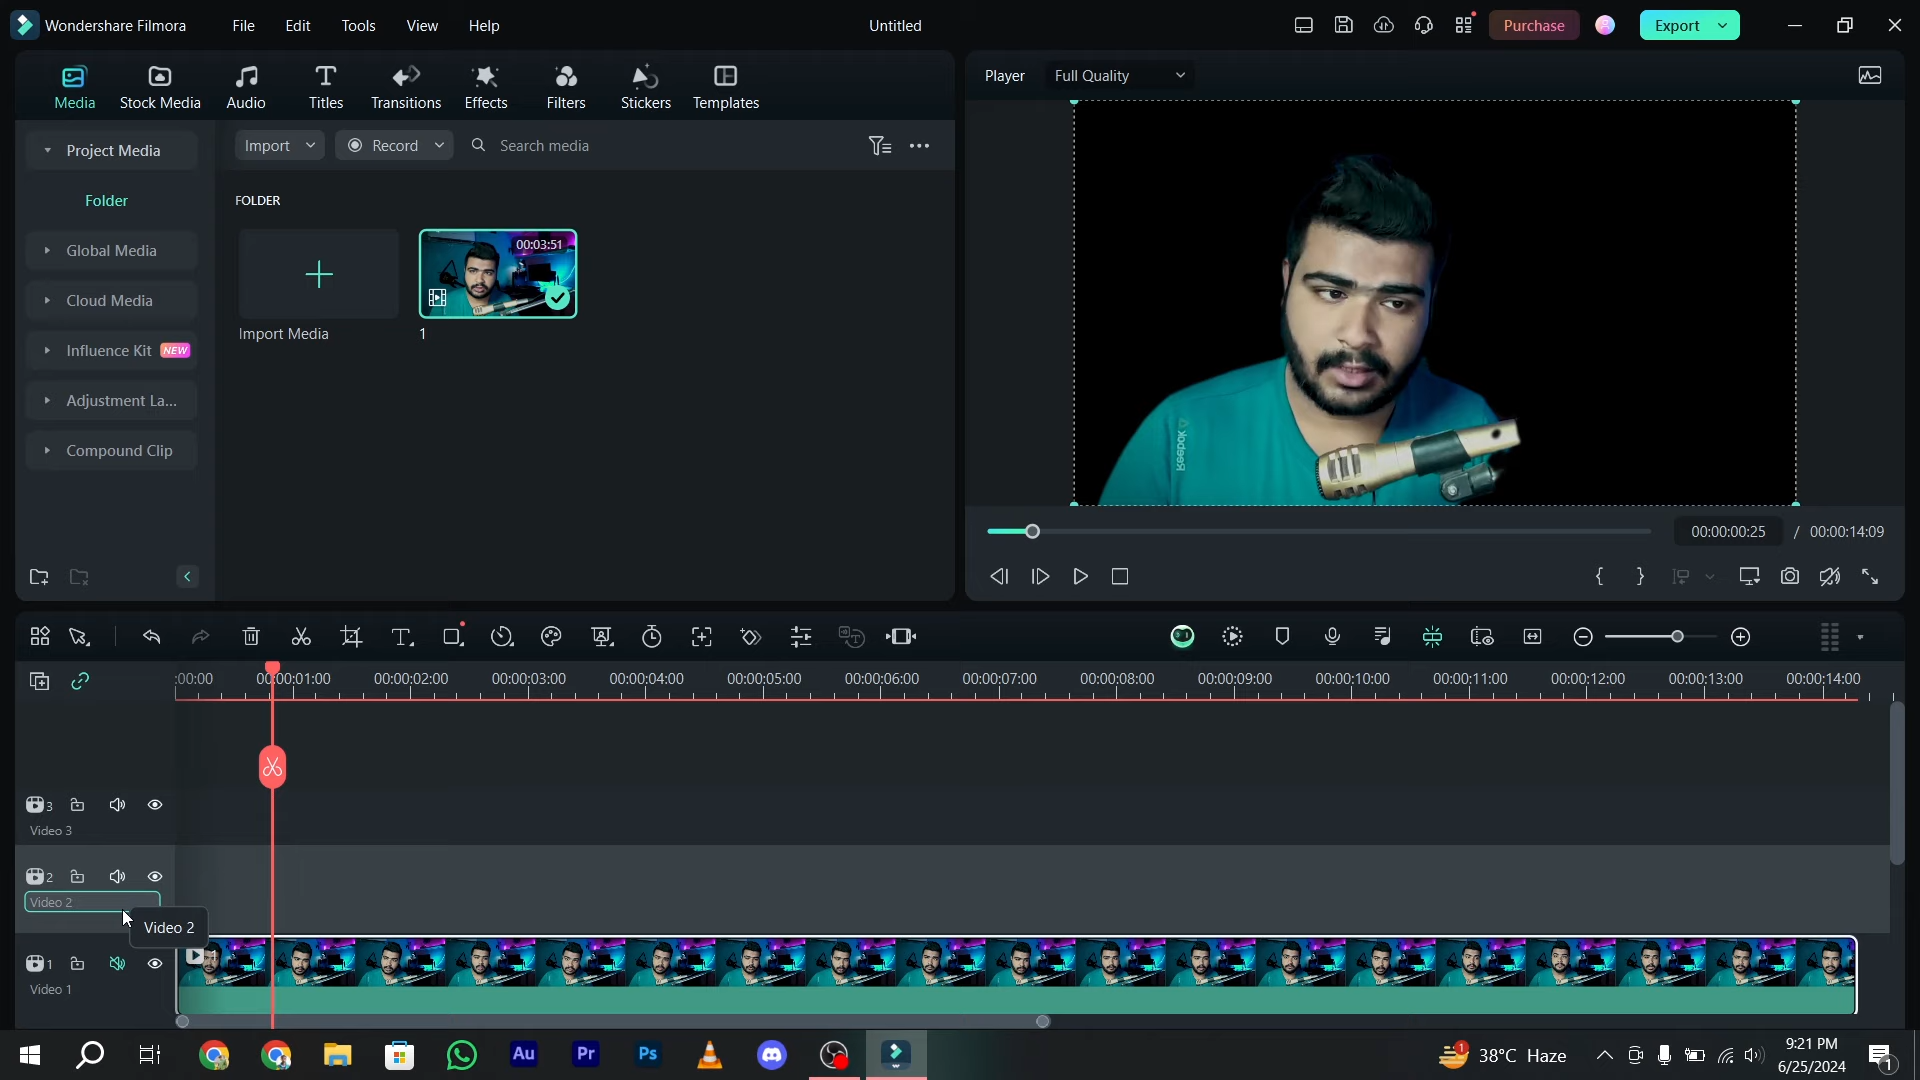 Wondershare Filmora File Edit Tools View Help Untitled Purchase Export
Media Stock Media Audio Titles Transitions Effects Filters Stickers Templates
Player Full Quality
Project Media
Folder
Global Media
Cloud Media
Influence Kit NEW
Adjustment La...
Compound Clip
Import Record Search media
FOLDER
00:03:51
Import Media 1
Reebok
00:00:00:25 / 00:00:14:09
:00:00 00:00:01:00 00:00:02:00 00:00:03:00 00:00:04:00 00:00:05:00 00:00:06:00 00:00:07:00 00:00:08:00 00:00:09:00 00:00:10:00 00:00:11:00 00:00:12:00 00:00:13:00 00:00:14:00
3
Video 3
2
Video 2
Video 2
1
Video 1
1
Au Pr Ps
1 38°C Haze
9:21 PM
6/25/2024
1